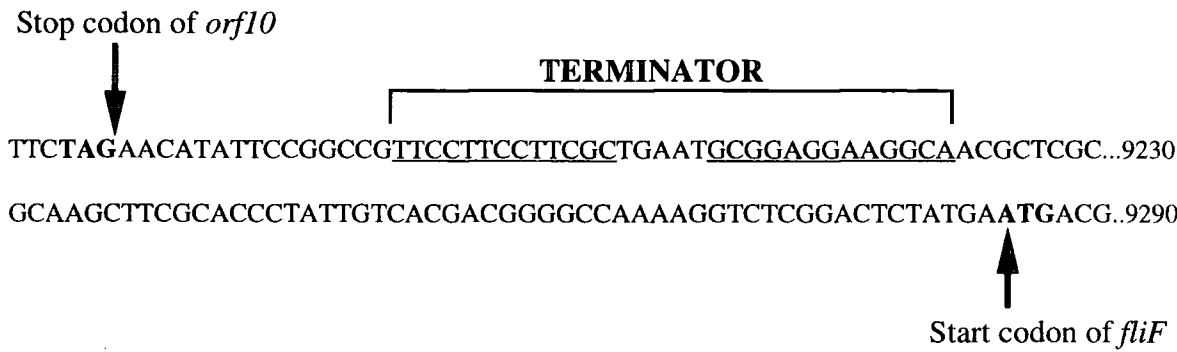 Stop codon of orf10
TERMINATOR
TTCTAGAACATATTCCGGCCGTTCCTTCCTTCGCTGAATGCGGAGGAAGGCAACGCTCGC...9230
GCAAGCTTCGCACCCTATTGTCACGACGGGGCCAAAAGGTCTCGGACTCTATGAATGACG..9290
Start codon of fliF